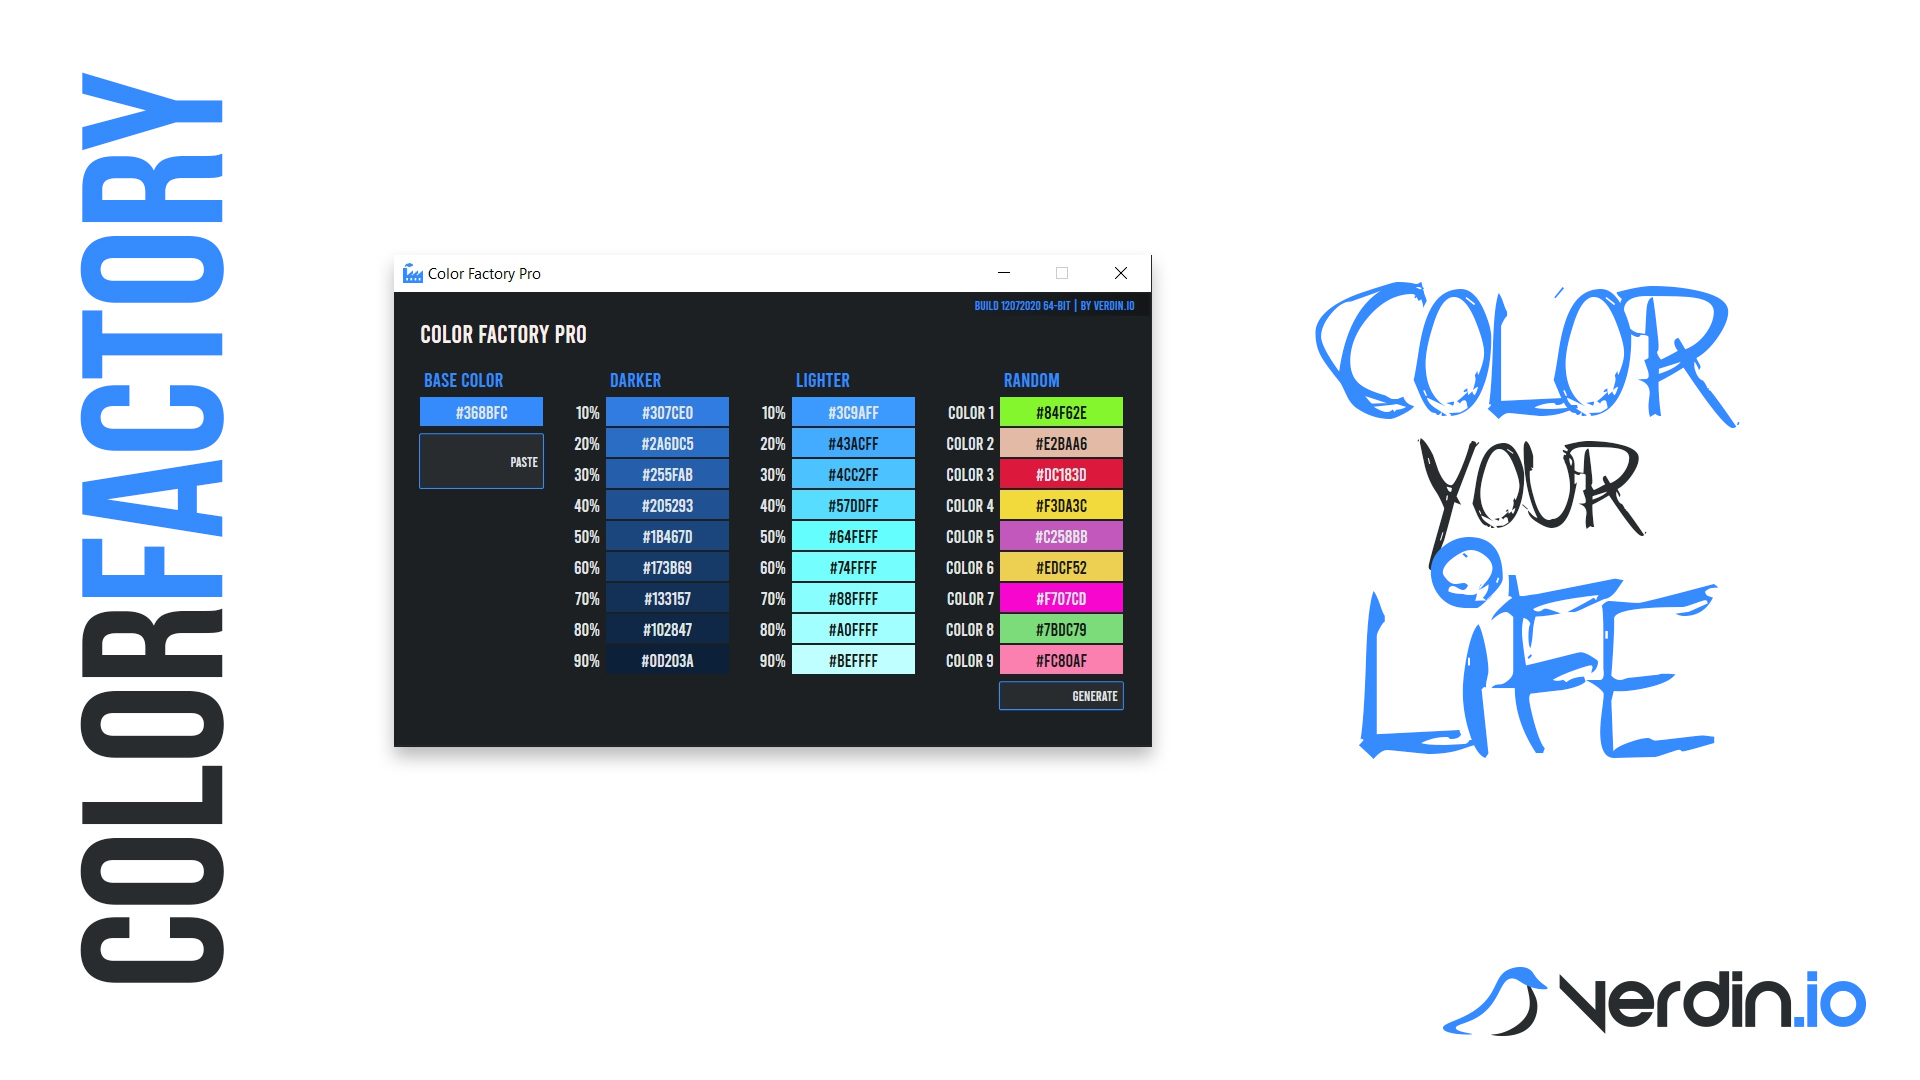 COLORFACTORY
Color Factory Pro
BUILD 12072020 64-BIT | BY VERDIN.IO
COLOR FACTORY PRO
BASE COLOR DARKER LIGHTER RANDOM
#368BFC 10% #307CE0 10% #3C9AFF COLOR 1 #84F62E
20% #2A6DC5 20% #43ACFF COLOR 2 #E2BAA6
PASTE 30% #255FAB 30% #4CC2FF COLOR 3 #DC183D
40% #205293 40% #57DDFF COLOR 4 #F3DA3C
50% #1B467D 50% #64FEFF COLOR 5 #C258BB
60% #173B69 60% #74FFFF COLOR 6 #EDCF52
70% #133157 70% #88FFFF COLOR 7 #F707CD
80% #102847 80% #A0FFFF COLOR 8 #7BDC79
90% #0D203A 90% #BEFFFF COLOR 9 #FC80AF
GENERATE
COLOR
YOUR
LiFE
verdin.io